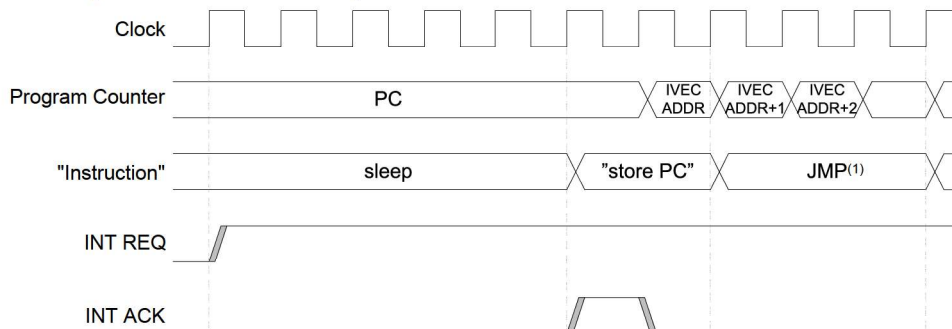 Clock
Program Counter
PC
IVEC
ADDR
IVEC
ADDR+1
IVEC
ADDR+2
"Instruction"
sleep
”store PC”
JMP(1)
INT REQ
INT ACK